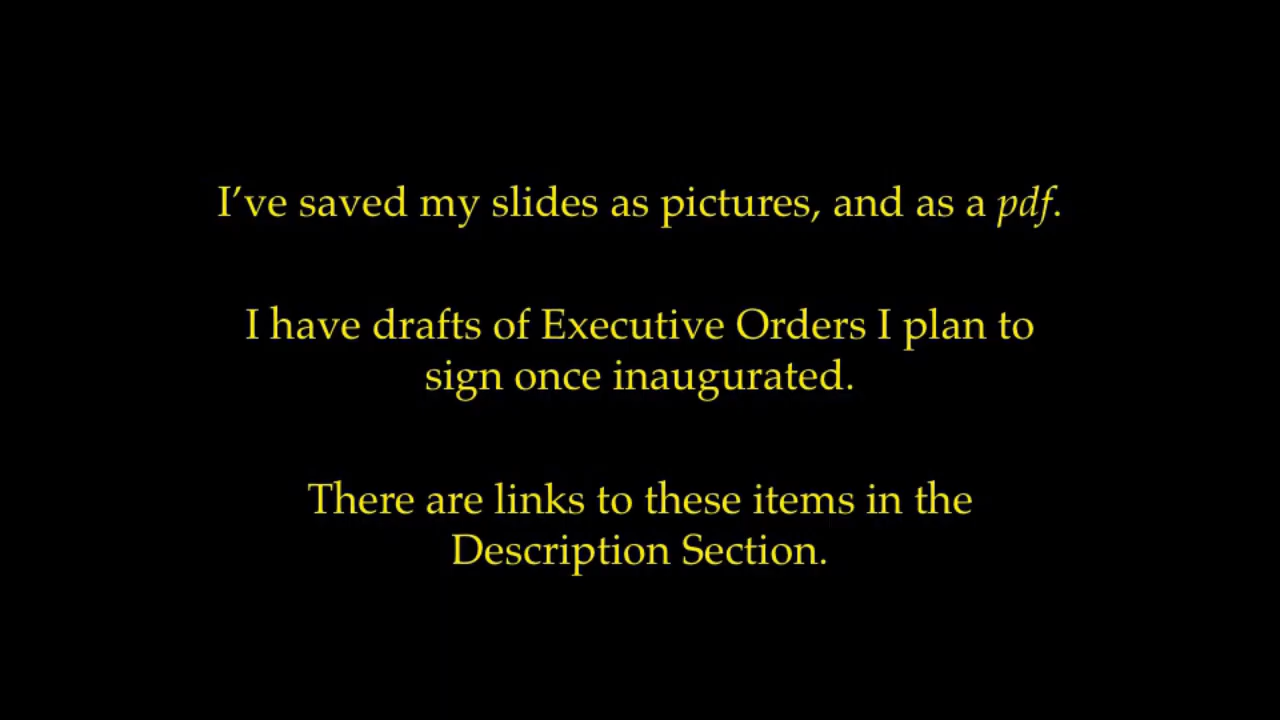 I’ve saved my slides as pictures, and as a pdf.
I have drafts of Executive Orders I plan to
sign once inaugurated.
There are links to these items in the
Description Section.